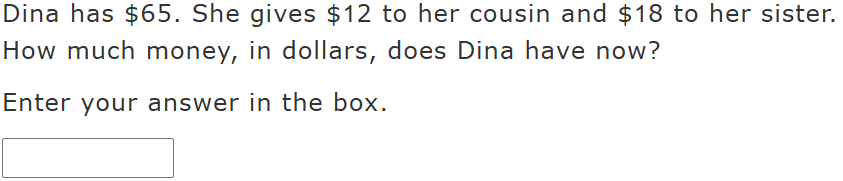 Dina has $65. She gives $12 to her cousin and $18 to her sister.
How much money, in dollars, does Dina have now?
Enter your answer in the box.